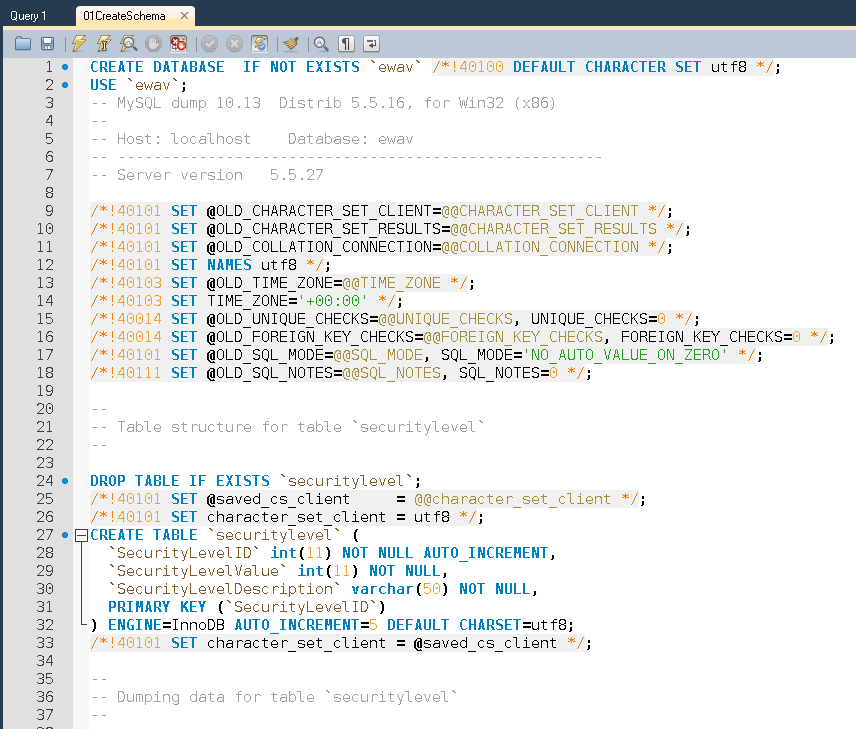 Query 1
01CreateSchema
1 CREATE DATABASE  IF NOT EXISTS `ewav` /*!40100 DEFAULT CHARACTER SET utf8 */;
2 USE `ewav`;
3 -- MySQL dump 10.13  Distrib 5.5.16, for Win32 (x86)
4 --
5 -- Host: localhost    Database: ewav
6 -- ------------------------------------------------------
7 -- Server version   5.5.27
8
9 /*!40101 SET @OLD_CHARACTER_SET_CLIENT=@@CHARACTER_SET_CLIENT */;
10 /*!40101 SET @OLD_CHARACTER_SET_RESULTS=@@CHARACTER_SET_RESULTS */;
11 /*!40101 SET @OLD_COLLATION_CONNECTION=@@COLLATION_CONNECTION */;
12 /*!40101 SET NAMES utf8 */;
13 /*!40103 SET @OLD_TIME_ZONE=@@TIME_ZONE */;
14 /*!40103 SET TIME_ZONE='+00:00' */;
15 /*!40014 SET @OLD_UNIQUE_CHECKS=@@UNIQUE_CHECKS, UNIQUE_CHECKS=0 */;
16 /*!40014 SET @OLD_FOREIGN_KEY_CHECKS=@@FOREIGN_KEY_CHECKS, FOREIGN_KEY_CHECKS=0 */;
17 /*!40101 SET @OLD_SQL_MODE=@@SQL_MODE, SQL_MODE='NO_AUTO_VALUE_ON_ZERO' */;
18 /*!40111 SET @OLD_SQL_NOTES=@@SQL_NOTES, SQL_NOTES=0 */;
19
20 --
21 -- Table structure for table `securitylevel`
22 --
23
24 DROP TABLE IF EXISTS `securitylevel`;
25 /*!40101 SET @saved_cs_client     = @@character_set_client */;
26 /*!40101 SET character_set_client = utf8 */;
27 CREATE TABLE `securitylevel` (
28   `SecurityLevelID` int(11) NOT NULL AUTO_INCREMENT,
29   `SecurityLevelValue` int(11) NOT NULL,
30   `SecurityLevelDescription` varchar(50) NOT NULL,
31   PRIMARY KEY (`SecurityLevelID`)
32 ) ENGINE=InnoDB AUTO_INCREMENT=5 DEFAULT CHARSET=utf8;
33 /*!40101 SET character_set_client = @saved_cs_client */;
34
35 --
36 -- Dumping data for table `securitylevel`
37 --